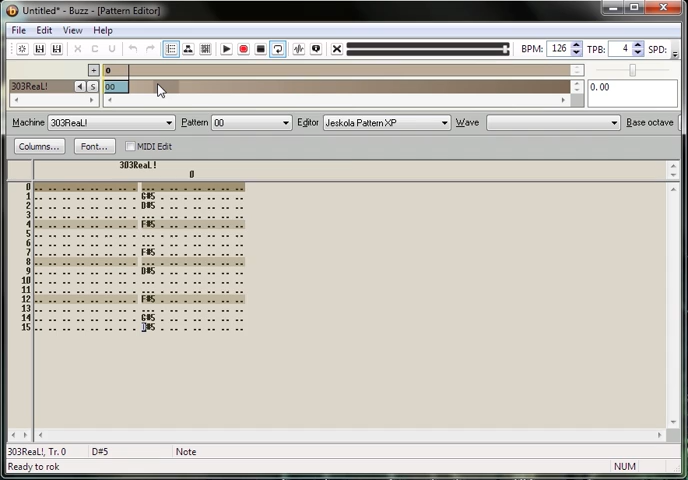 Untitled* - Buzz - [Pattern Editor]
File Edit View Help
BPM: 126 TPB: 4 SPD:
+ 0
303ReaL! S 00 0.00
Machine 303ReaL! Pattern 00 Editor Jeskola Pattern XP Wave Base octave
Columns... Font... MIDI Edit
303ReaL!
0
0
1 G#5
2 D#5
3
4 F#5
5
6
7 F#5
8
9 D#5
10
11
12 F#5
13
14 G#5
15 D#5
303ReaL!, Tr. 0 D#5 Note
Ready to rok NUM